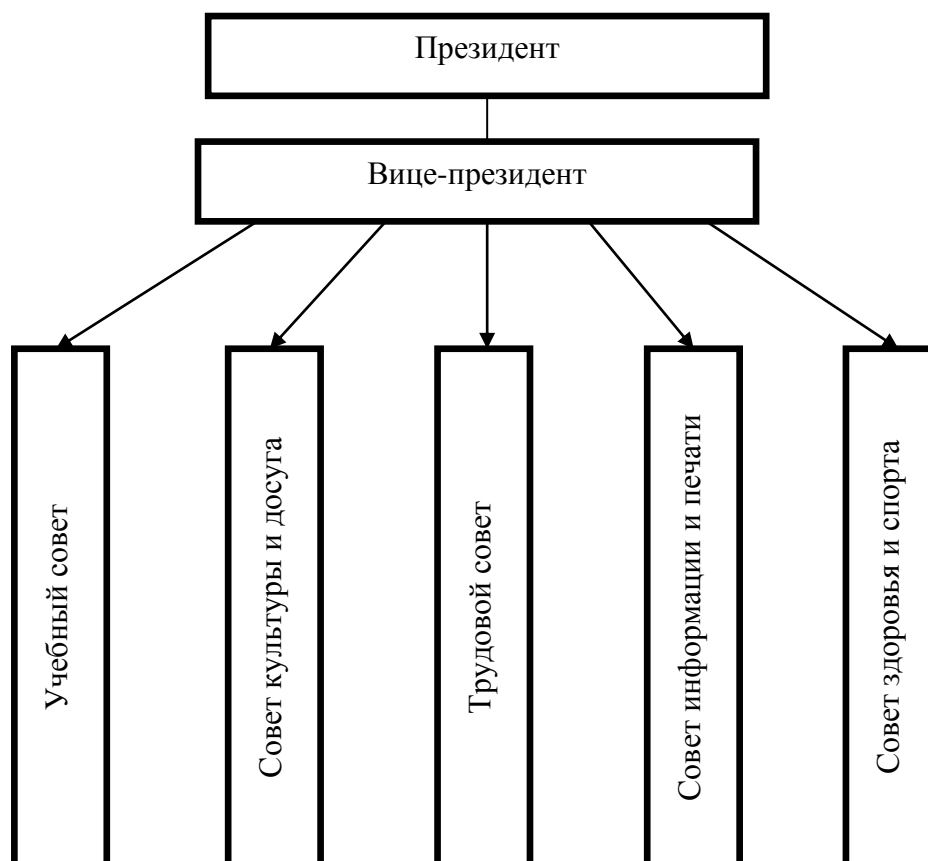 Президент
Вице-президент
Учебный совет
Совет культуры и досуга
Трудовой совет
Совет информации и печати
Совет здоровья и спорта